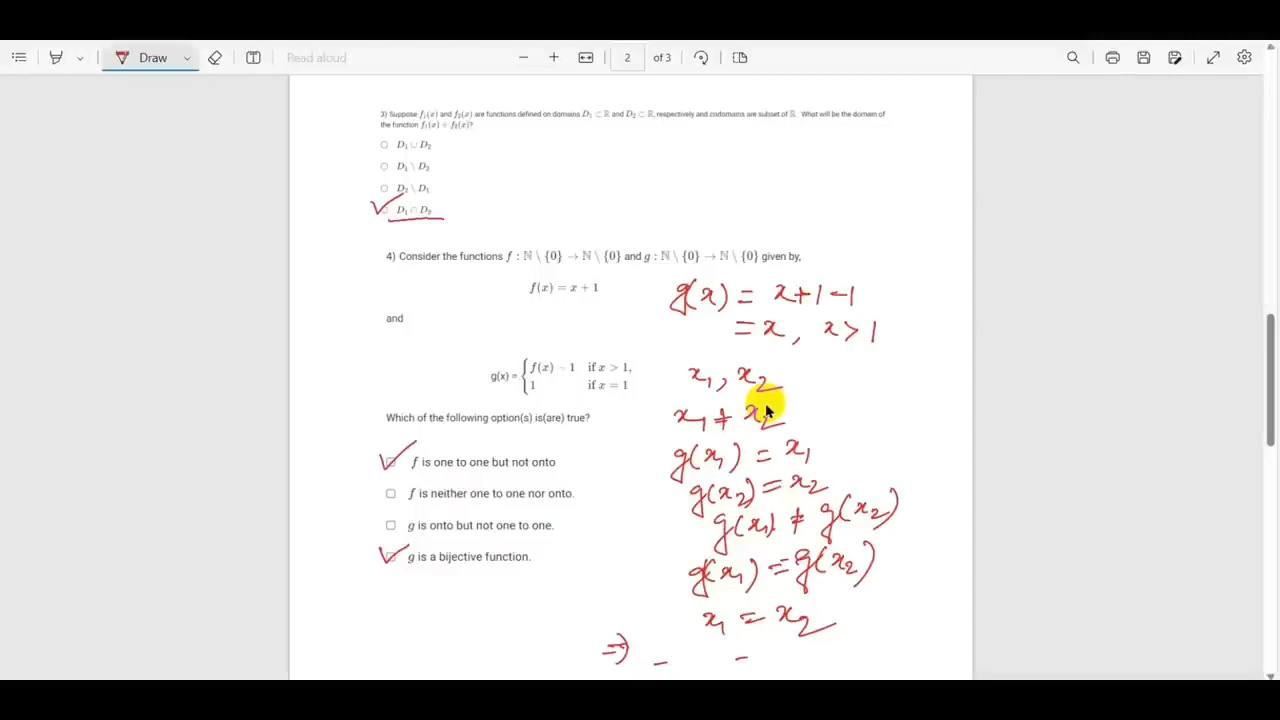 Draw
Read aloud
2 of 3
3) Suppose f₁(x) and f₂(x) are functions defined on domains D₁ ⊂ ℝ and D₂ ⊂ ℝ, respectively and codomains are subset of ℝ. What will be the domain of
the function f₁(x) + f₂(x)?
D₁ ∪ D₂
D₁ \ D₂
D₂ \ D₁
D₁ ∩ D₂
4) Consider the functions f : ℕ \ {0} → ℕ \ {0} and g : ℕ \ {0} → ℕ \ {0} given by,
f(x) = x + 1
and
g(x) = { f(x) − 1 if x > 1,
1 if x = 1
Which of the following option(s) is(are) true?
f is one to one but not onto
f is neither one to one nor onto.
g is onto but not one to one.
g is a bijective function.
g(x) = x+1-1
= x, x>1
x₁, x₂
x₁ ≠ x₂
g(x₁) = x₁
g(x₂) = x₂
g(x₁) ≠ g(x₂)
g(x₁) = g(x₂)
x₁ = x₂
⇒